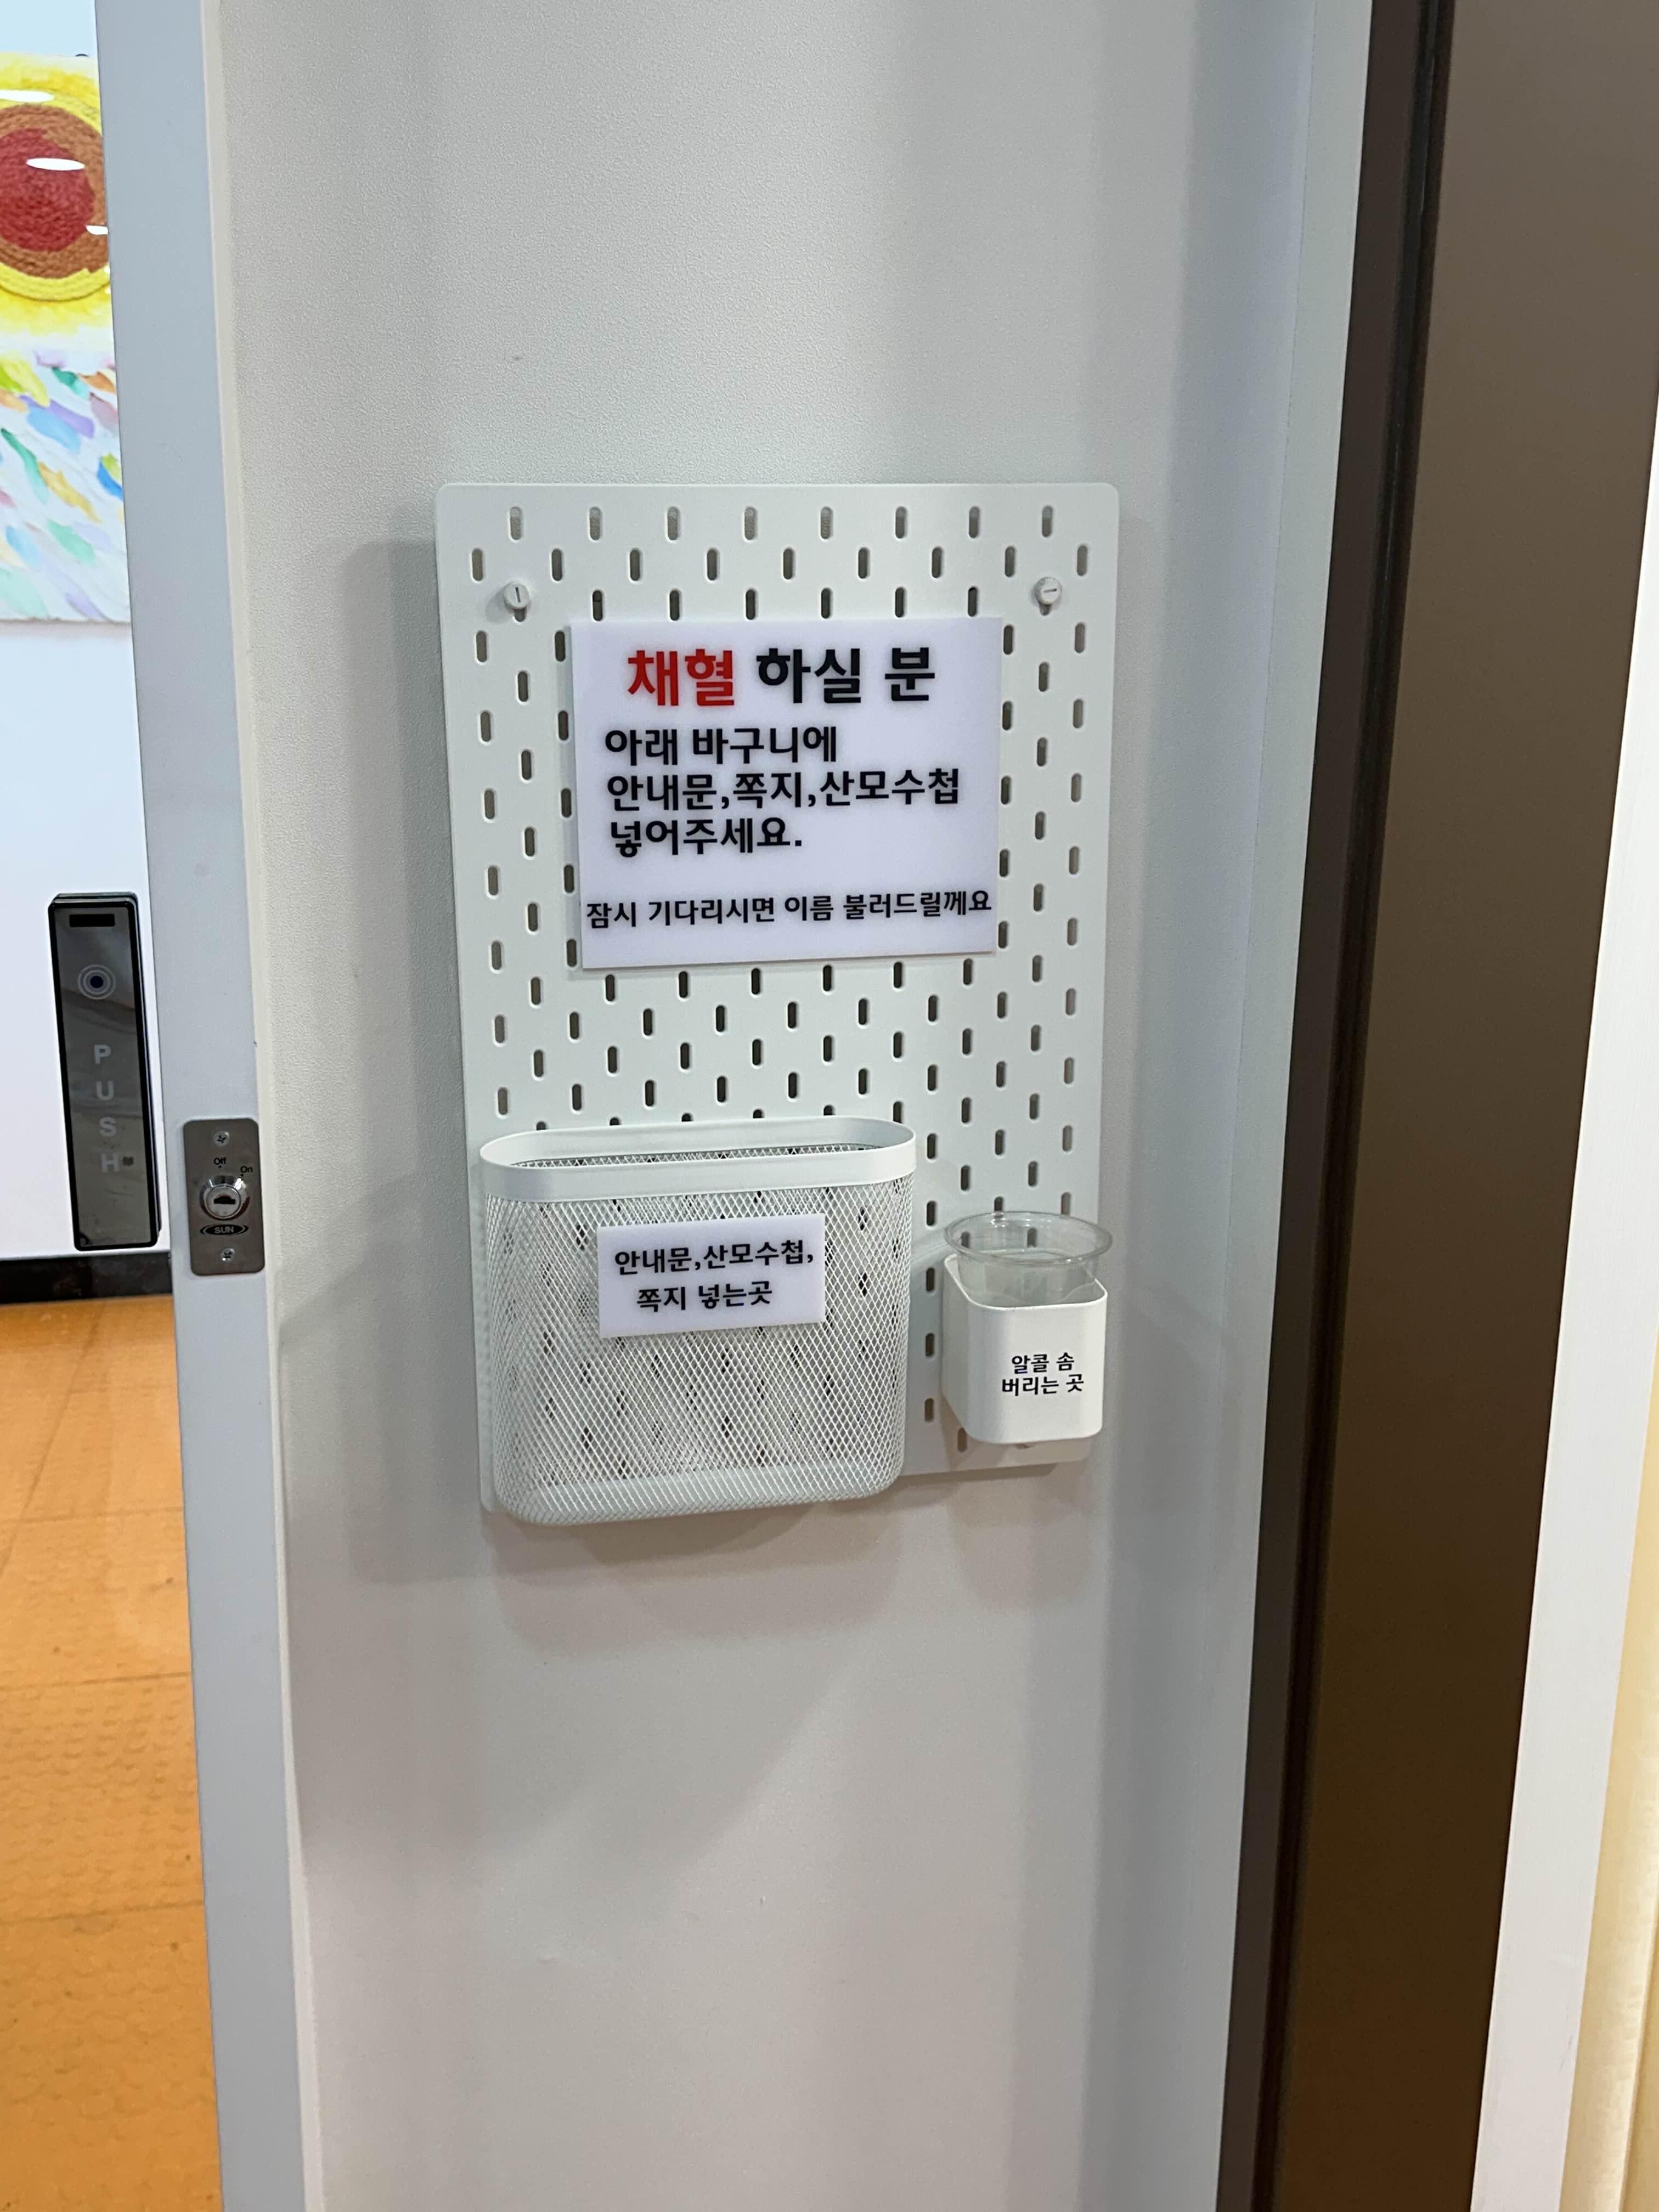 채혈 하실 분
아래 바구니에
안내문,쪽지,산모수첩
넣어주세요.
잠시 기다리시면 이름 불러드릴께요
안내문,산모수첩,
쪽지 넣는곳
알콜 솜
버리는 곳
PUSH
Off
On
SUN